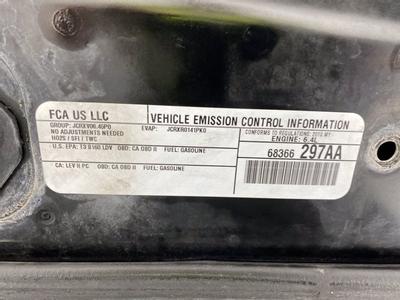 FCA US LLC
VEHICLE EMISSION CONTROL INFORMATION
GROUP: JCRXV06.45P0
EVAP: JCRXR0141PK0
CONFORMS TO REGULATIONS: 2018 MY
NO ADJUSTMENTS NEEDED
ENGINE: 6.4L
HO2S / SFI / TWC
68366 297AA
U.S. EPA: T3 B160 LDV OBD: CA OBD II FUEL: GASOLINE
CA: LEV II PC OBD: CA OBD II FUEL: GASOLINE